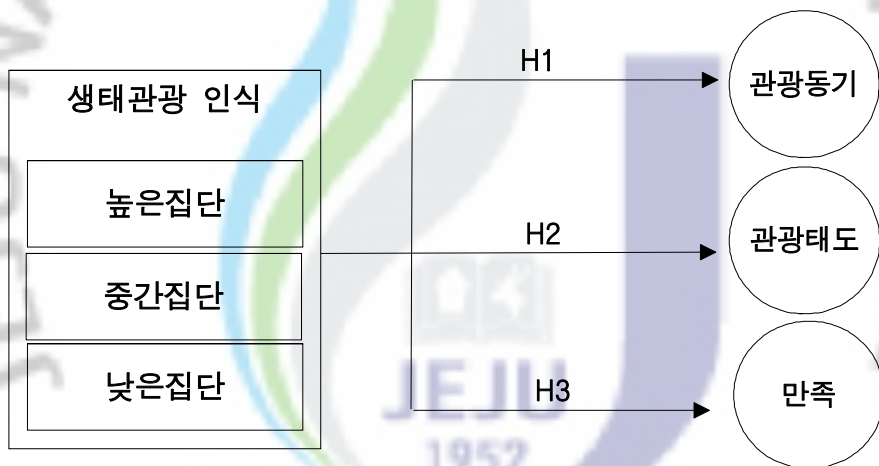 생태관광 인식
높은집단
중간집단
낮은집단
H1
H2
H3
관광동기
관광태도
만족
JEJU
1952